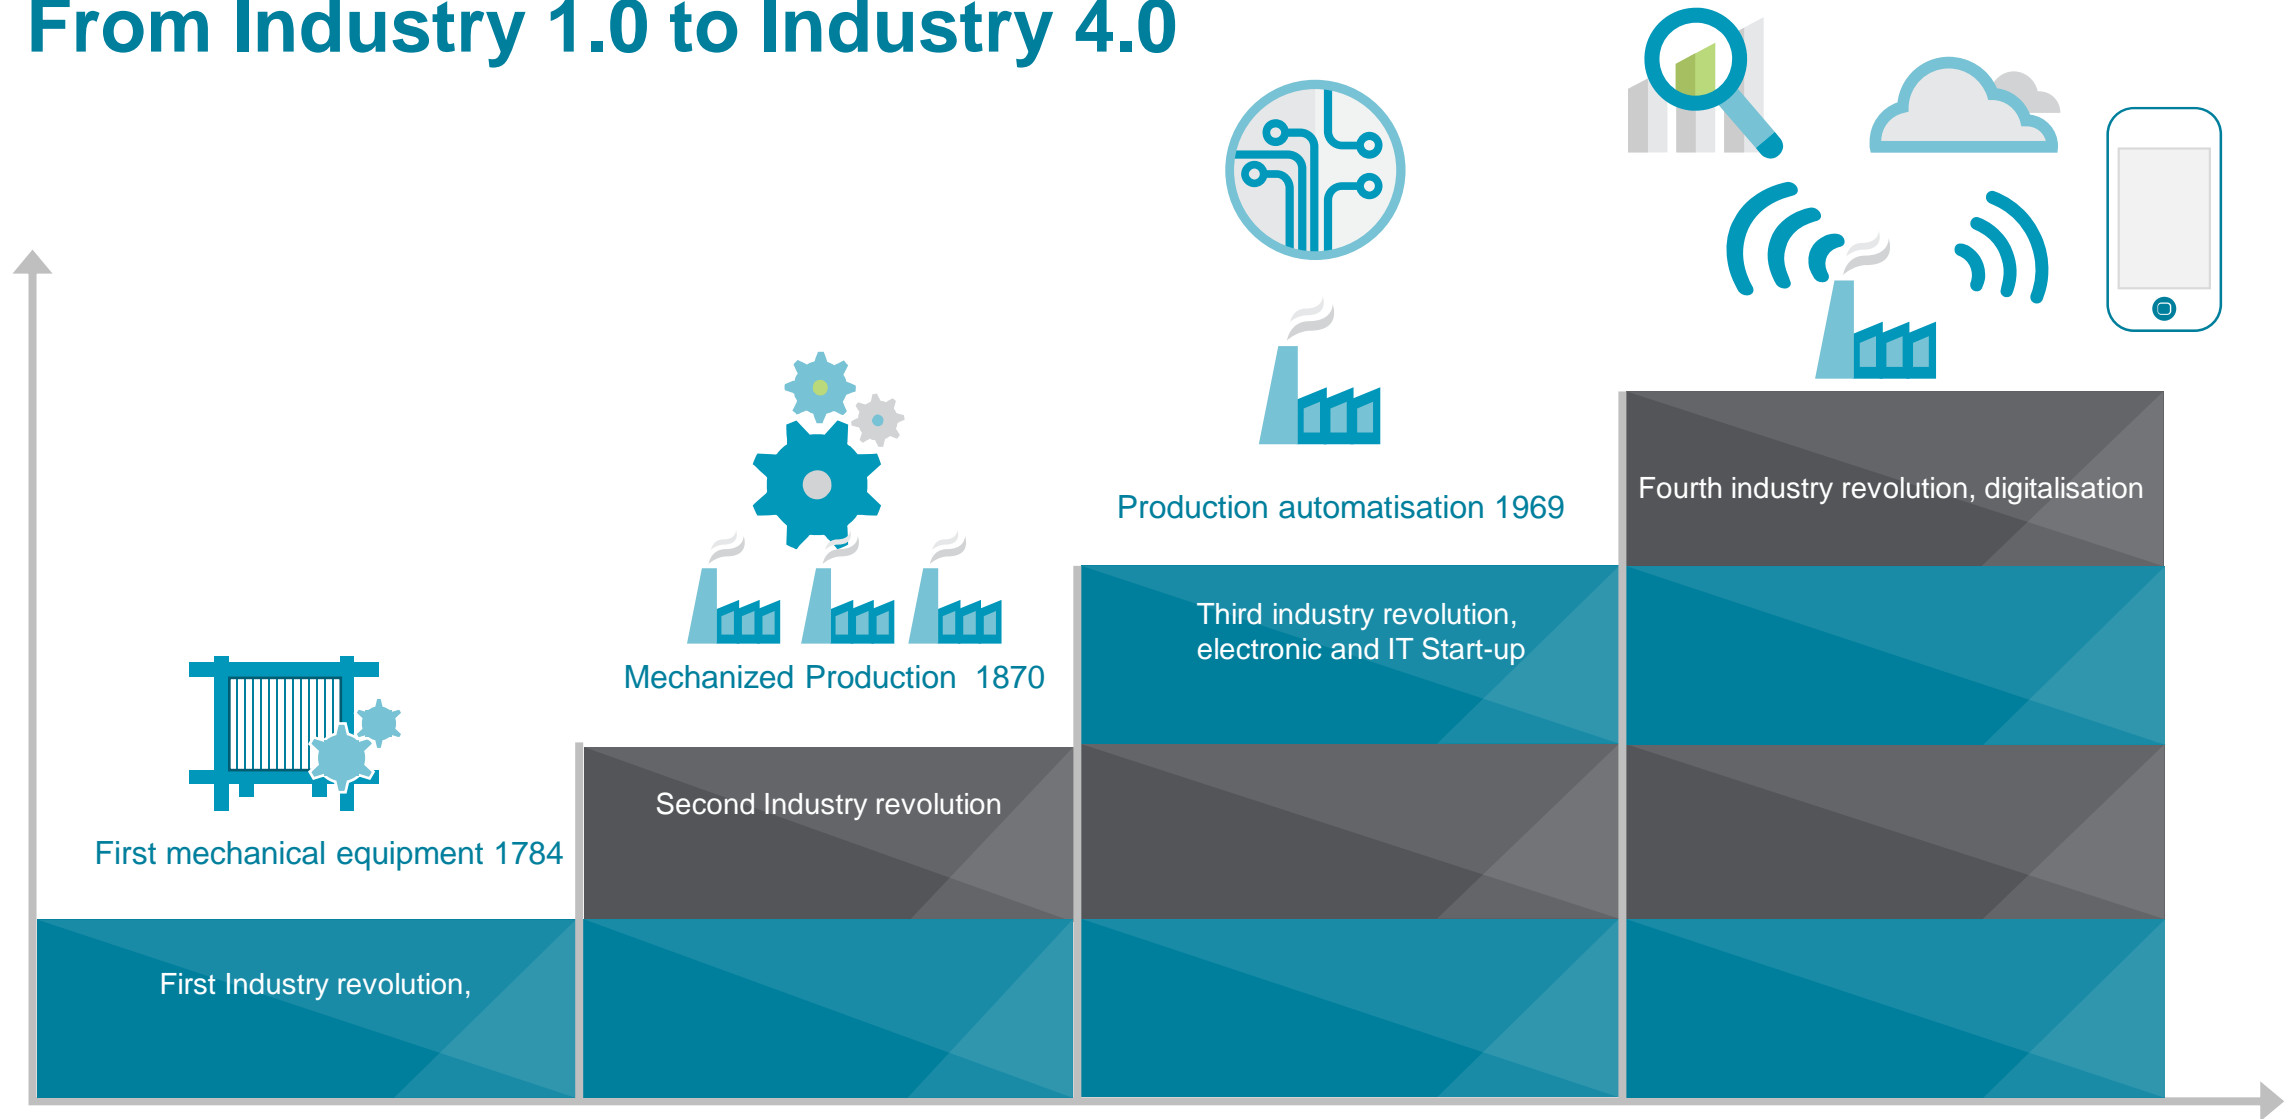 From Industry 1.0 to Industry 4.0
Fourth industry revolution, digitalisation
Production automatisation 1969
Third industry revolution,
electronic and IT Start-up
Mechanized Production  1870
Second Industry revolution
First mechanical equipment 1784
First Industry revolution,